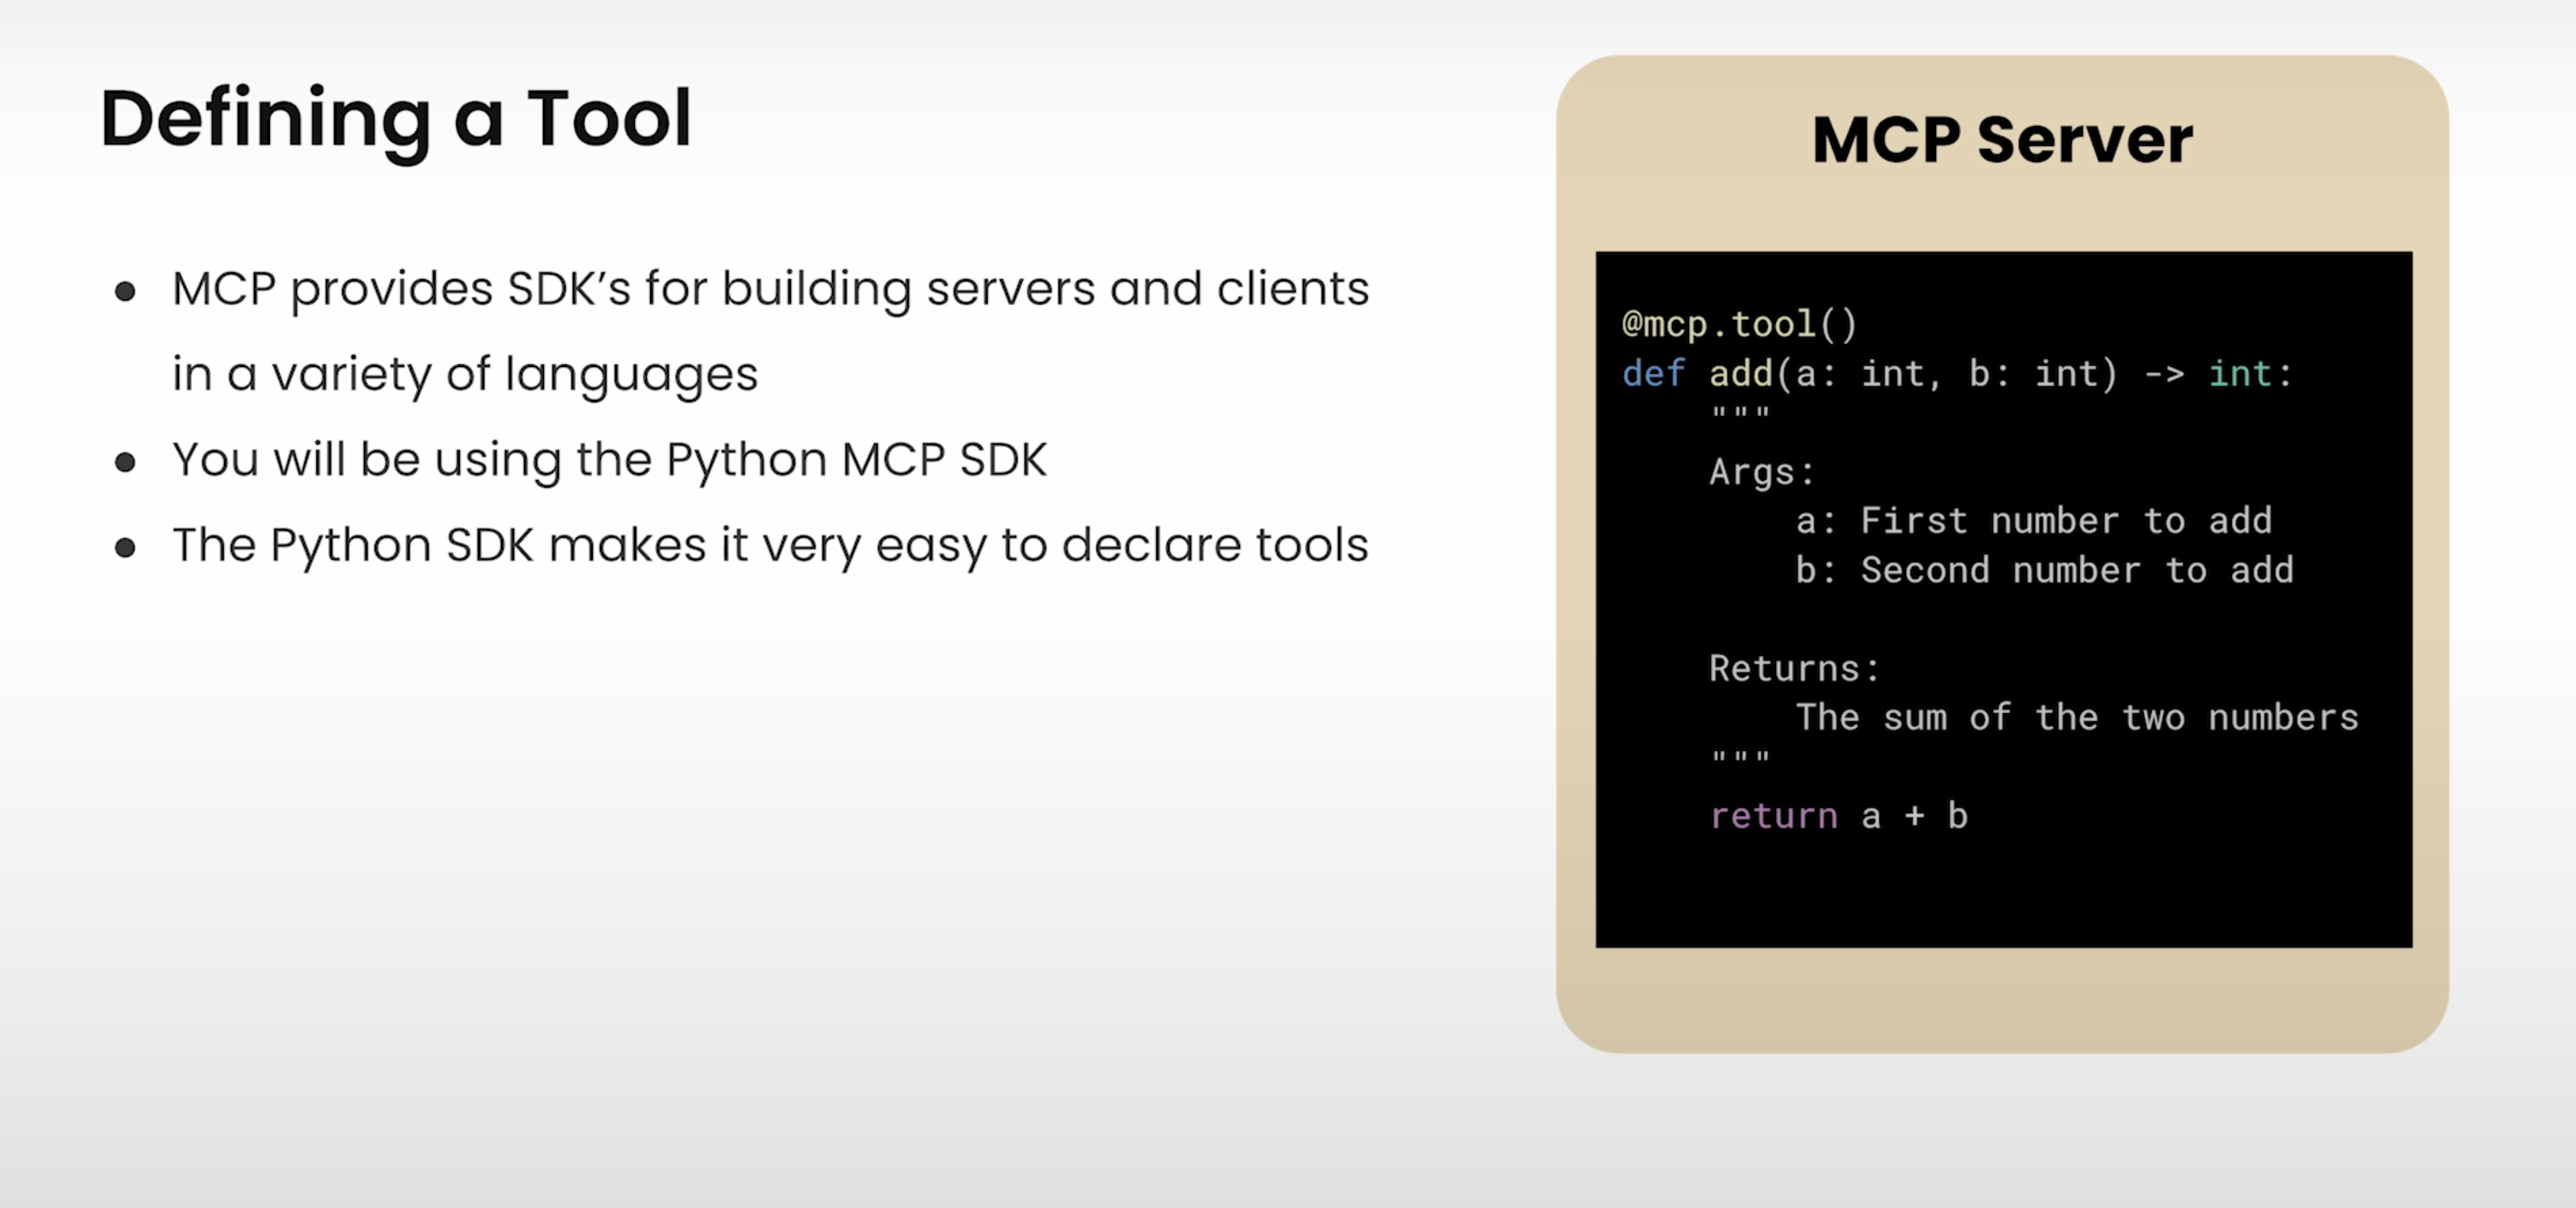 Defining a Tool
MCP provides SDK’s for building servers and clients
in a variety of languages
You will be using the Python MCP SDK
The Python SDK makes it very easy to declare tools
MCP Server
@mcp.tool()
def add(a: int, b: int) -> int:
    """
    Args:
        a: First number to add
        b: Second number to add

    Returns:
        The sum of the two numbers
    """
    return a + b